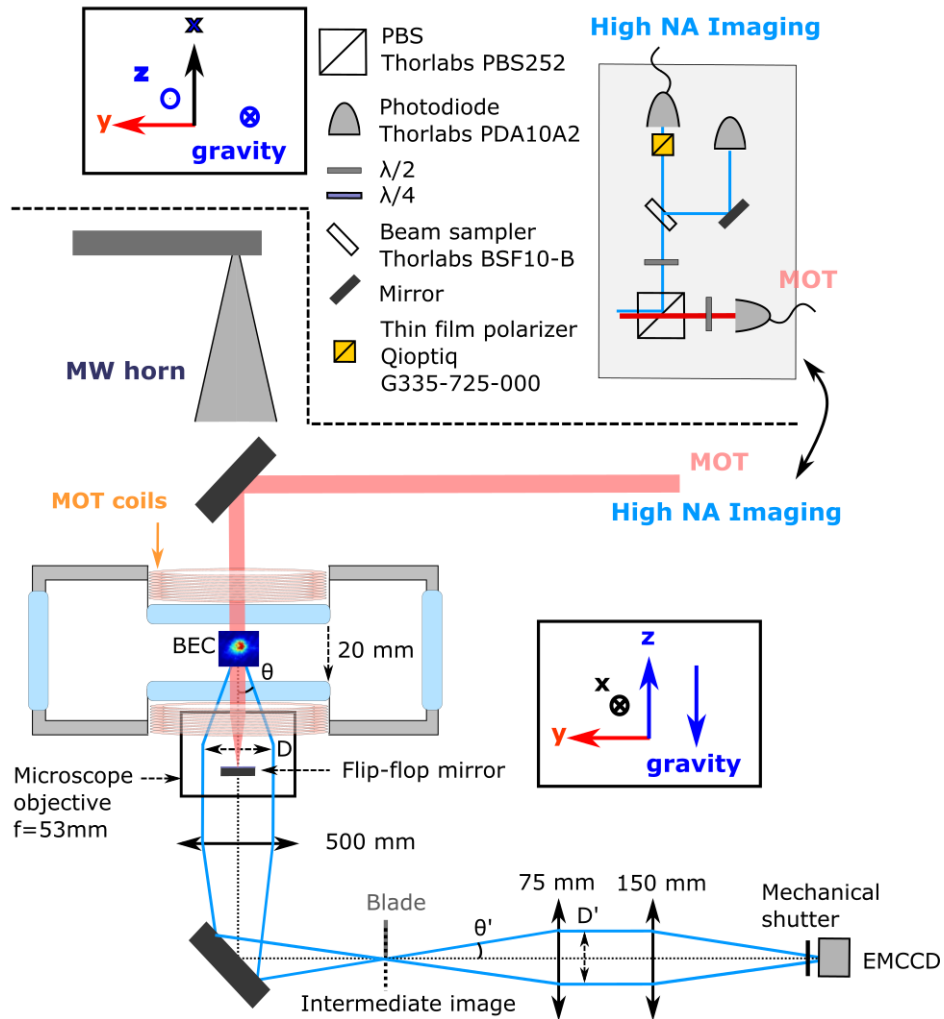 x
z
y
gravity
PBS
Thorlabs PBS252
Photodiode
Thorlabs PDA10A2
λ/2
λ/4
Beam sampler
Thorlabs BSF10-B
Mirror
Thin film polarizer
Qioptiq
G335-725-000
High NA Imaging
MOT
MW horn
MOT
High NA Imaging
MOT coils
BEC
θ
20 mm
D
Flip-flop mirror
Microscope
objective
f=53mm
z
x
y
gravity
500 mm
75 mm
150 mm
Mechanical
shutter
Blade
θ'
D'
EMCCD
Intermediate image